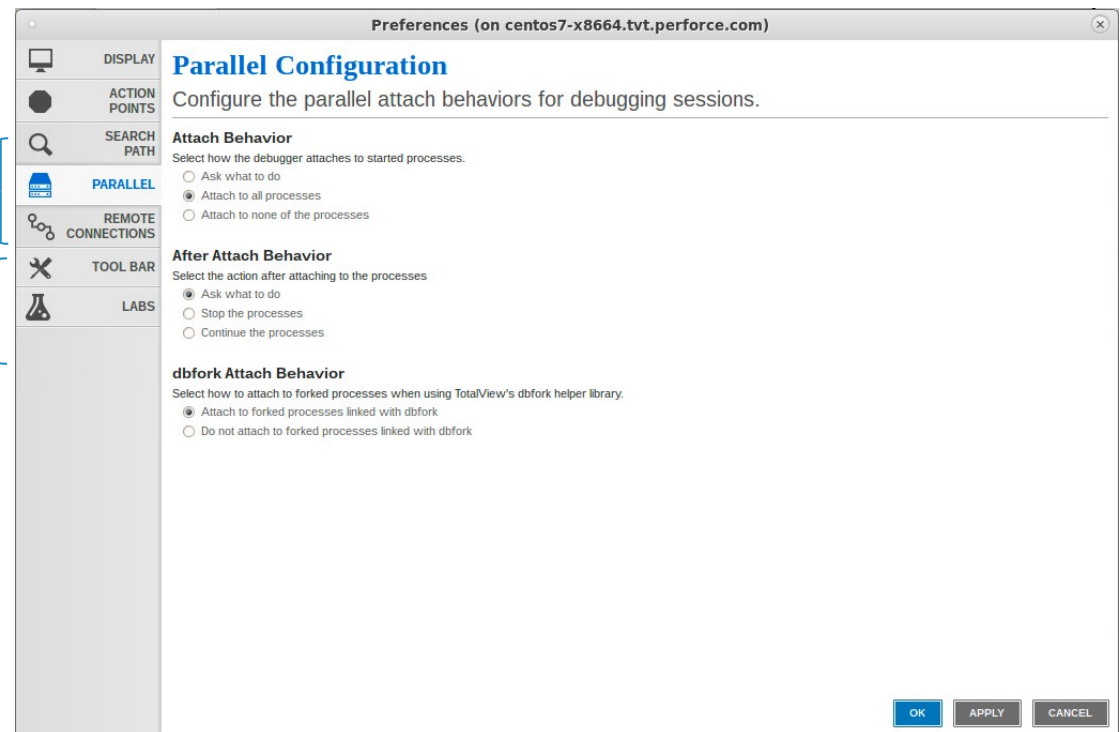 Preferences (on centos7-x8664.tvt.perforce.com)
DISPLAY
ACTION
POINTS
SEARCH
PATH
PARALLEL
REMOTE
CONNECTIONS
TOOL BAR
LABS
Parallel Configuration
Configure the parallel attach behaviors for debugging sessions.
Attach Behavior
Select how the debugger attaches to started processes.
Ask what to do
Attach to all processes
Attach to none of the processes
After Attach Behavior
Select the action after attaching to the processes
Ask what to do
Stop the processes
Continue the processes
dbfork Attach Behavior
Select how to attach to forked processes when using TotalView's dbfork helper library.
Attach to forked processes linked with dbfork
Do not attach to forked processes linked with dbfork
OK
APPLY
CANCEL